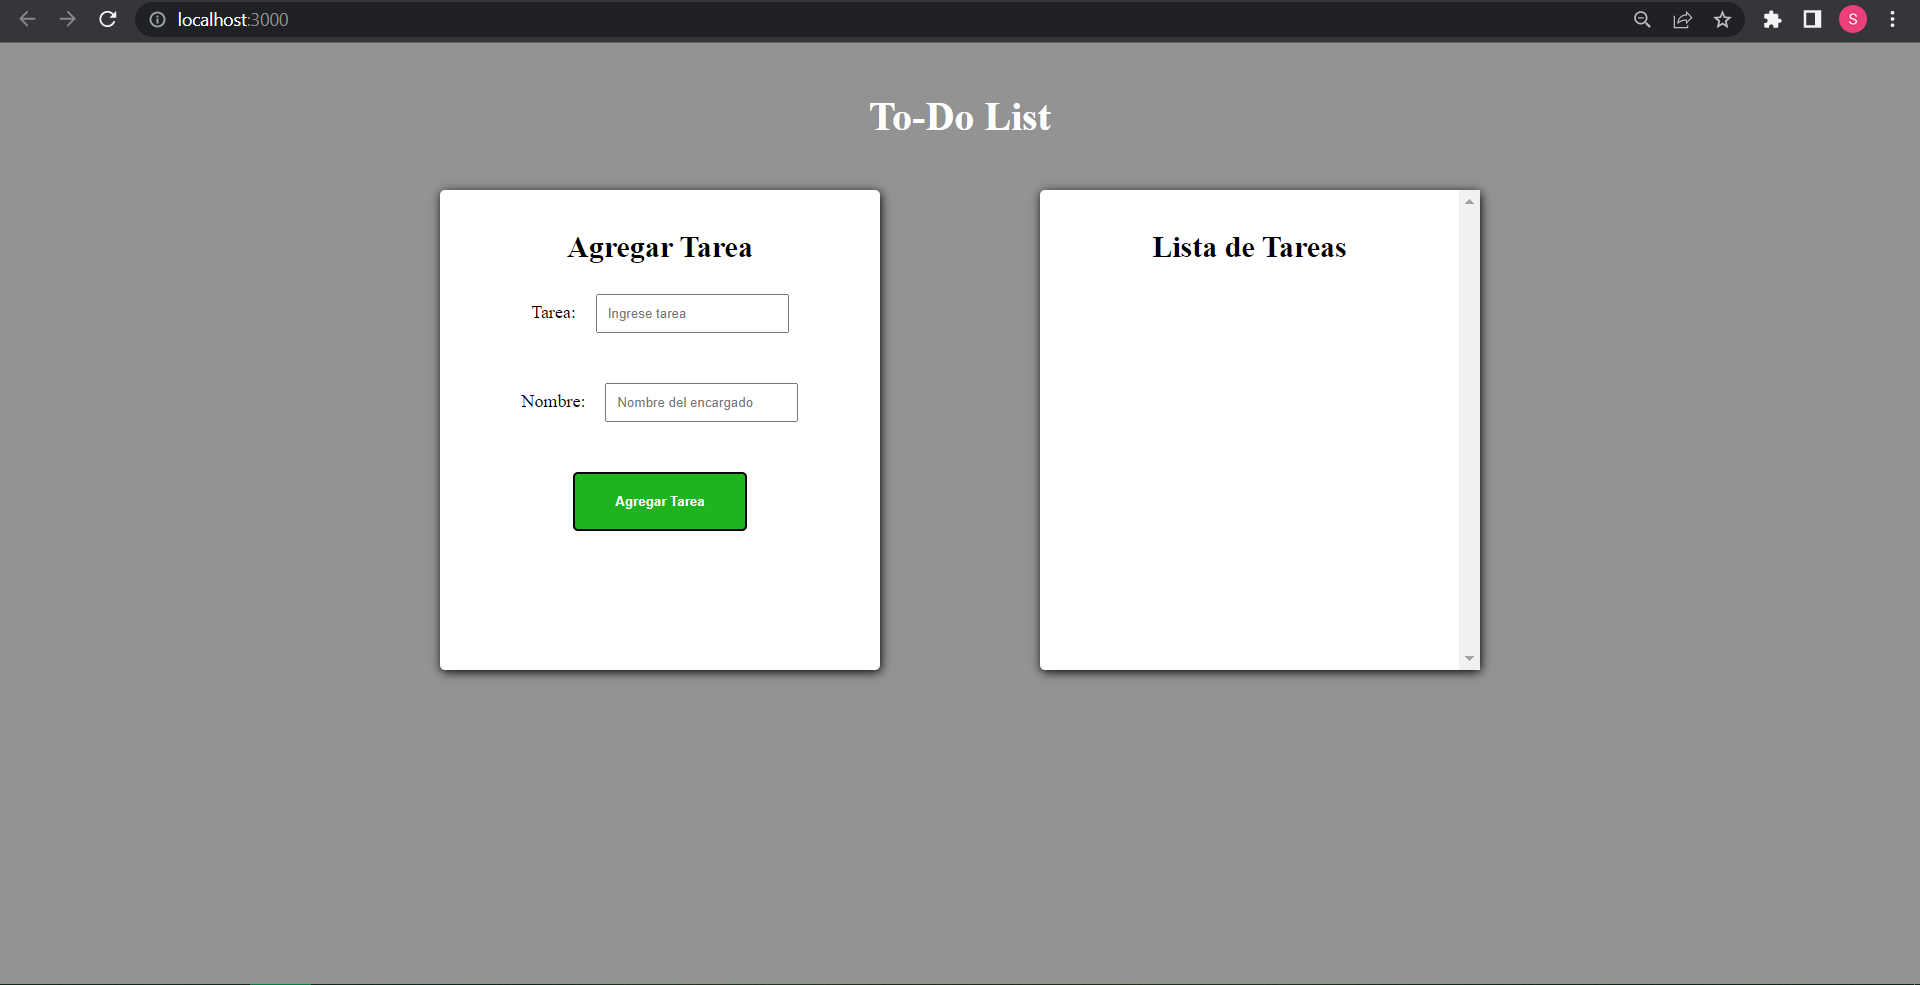 localhost:3000
S
To-Do List
Agregar Tarea
Tarea:
Ingrese tarea
Nombre:
Nombre del encargado
Agregar Tarea
Lista de Tareas